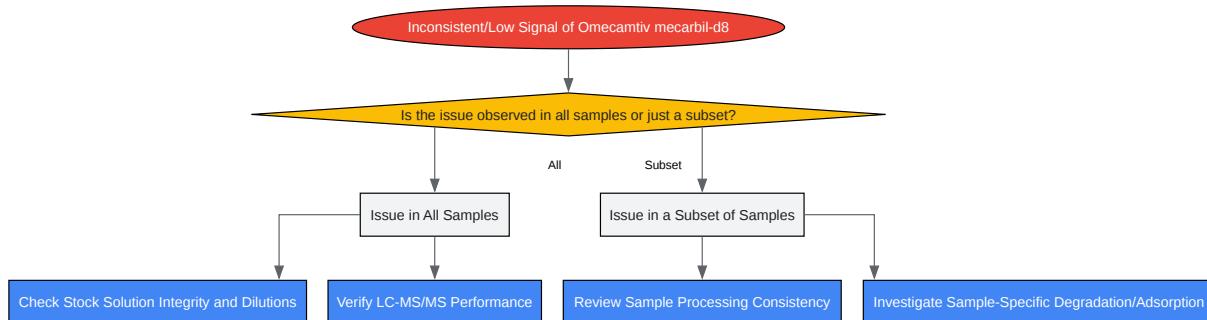 Inconsistent/Low Signal of Omecamtiv mecarbil-d8
Is the issue observed in all samples or just a subset?
All
Subset
Issue in All Samples
Issue in a Subset of Samples
Check Stock Solution Integrity and Dilutions
Verify LC-MS/MS Performance
Review Sample Processing Consistency
Investigate Sample-Specific Degradation/Adsorption